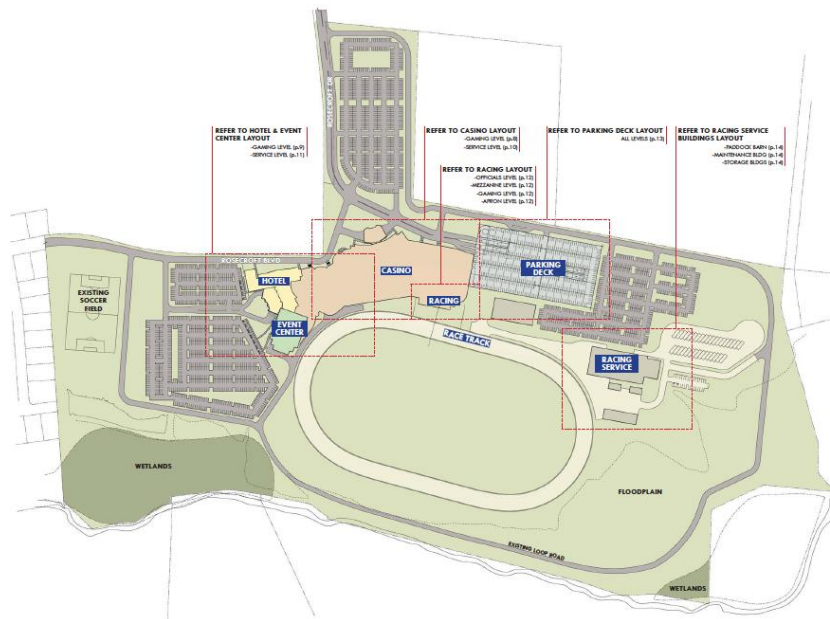 ROSECROFT DR
REFER TO HOTEL & EVENT
CENTER LAYOUT
-GAMING LEVEL (p.9)
-SERVICE LEVEL (p.11)
REFER TO CASINO LAYOUT
-GAMING LEVEL (p.8)
-SERVICE LEVEL (p.10)
REFER TO RACING LAYOUT
-OFFICIALS LEVEL (p.12)
-MEZZANINE LEVEL (p.12)
-GAMING LEVEL (p.12)
-APRON LEVEL (p.12)
REFER TO PARKING DECK LAYOUT
ALL LEVELS (p.13)
REFER TO RACING SERVICE
BUILDINGS LAYOUT
-PADDOCK BARN (p.14)
-MAINTENANCE BLDG (p.14)
-STORAGE BLDGS (p.14)
ROSECROFT BLVD
EXISTING
SOCCER
FIELD
HOTEL
CASINO
PARKING
DECK
RACING
EVENT
CENTER
RACE TRACK
RACING
SERVICE
WETLANDS
FLOODPLAIN
EXISTING LOOP ROAD
WETLANDS